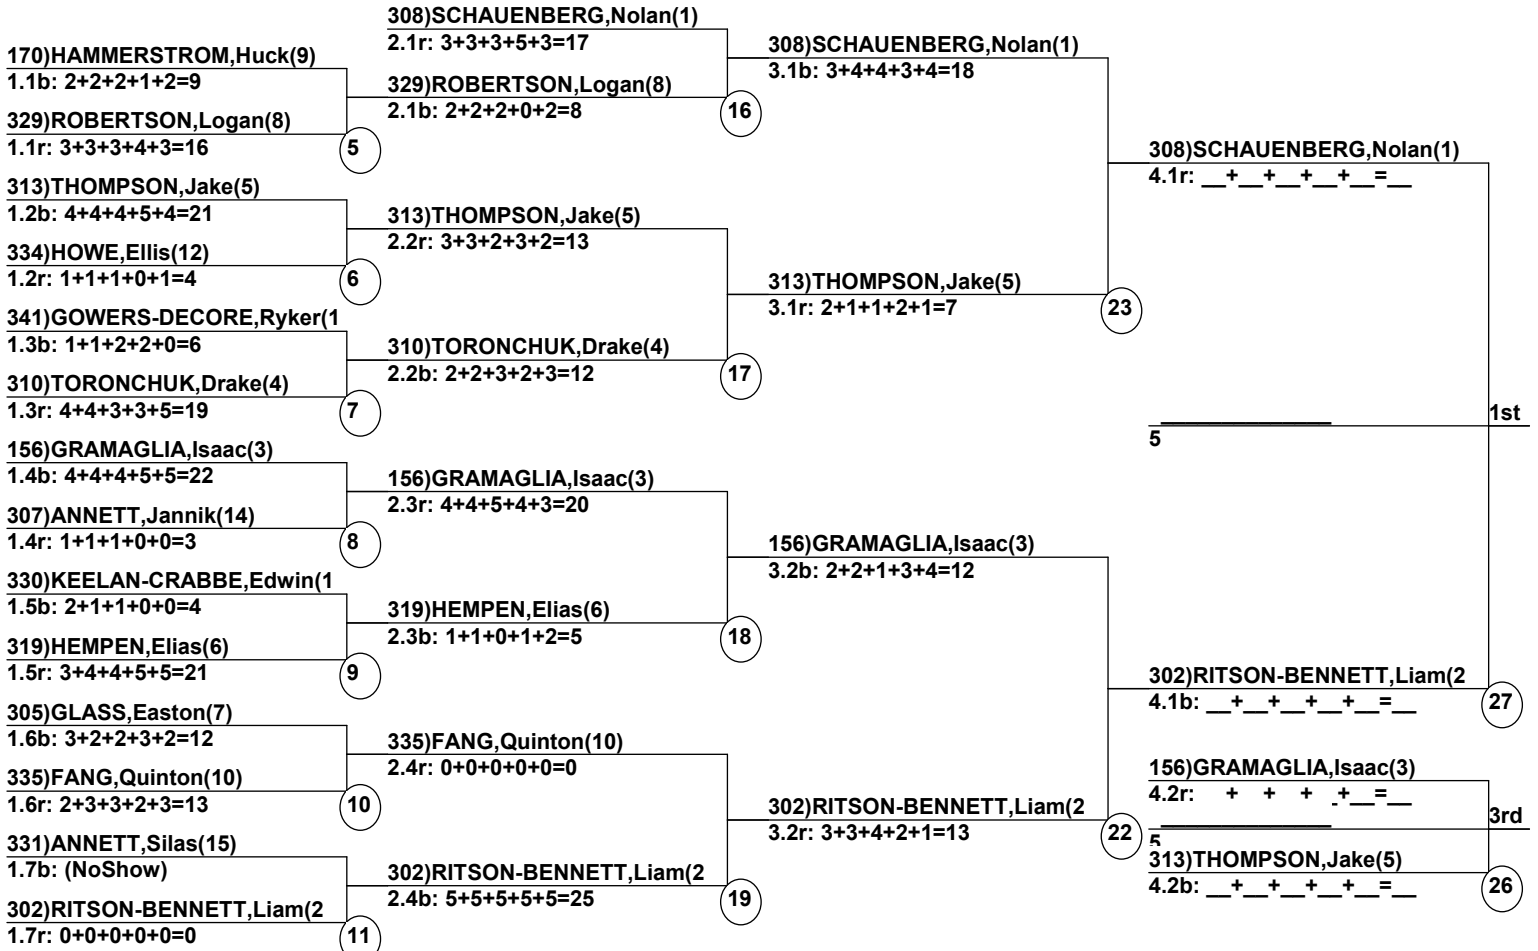 170)HAMMERSTROM,Huck(9)
1.1b: 2+2+2+1+2=9
329)ROBERTSON,Logan(8)
1.1r: 3+3+3+4+3=16
5
313)THOMPSON,Jake(5)
1.2b: 4+4+4+5+4=21
334)HOWE,Ellis(12)
1.2r: 1+1+1+0+1=4
6
341)GOWERS-DECORE,Ryker(1
1.3b: 1+1+2+2+0=6
310)TORONCHUK,Drake(4)
1.3r: 4+4+3+3+5=19
7
156)GRAMAGLIA,Isaac(3)
1.4b: 4+4+4+5+5=22
307)ANNETT,Jannik(14)
1.4r: 1+1+1+0+0=3
8
330)KEELAN-CRABBE,Edwin(1
1.5b: 2+1+1+0+0=4
319)HEMPEN,Elias(6)
1.5r: 3+4+4+5+5=21
9
305)GLASS,Easton(7)
1.6b: 3+2+2+3+2=12
335)FANG,Quinton(10)
1.6r: 2+3+3+2+3=13
10
331)ANNETT,Silas(15)
1.7b: (NoShow)
302)RITSON-BENNETT,Liam(2
1.7r: 0+0+0+0+0=0
11
308)SCHAUENBERG,Nolan(1)
2.1r: 3+3+3+5+3=17
329)ROBERTSON,Logan(8)
2.1b: 2+2+2+0+2=8
16
313)THOMPSON,Jake(5)
2.2r: 3+3+2+3+2=13
310)TORONCHUK,Drake(4)
2.2b: 2+2+3+2+3=12
17
156)GRAMAGLIA,Isaac(3)
2.3r: 4+4+5+4+3=20
319)HEMPEN,Elias(6)
2.3b: 1+1+0+1+2=5
18
335)FANG,Quinton(10)
2.4r: 0+0+0+0+0=0
302)RITSON-BENNETT,Liam(2
2.4b: 5+5+5+5+5=25
19
308)SCHAUENBERG,Nolan(1)
3.1b: 3+4+4+3+4=18
313)THOMPSON,Jake(5)
3.1r: 2+1+1+2+1=7
23
156)GRAMAGLIA,Isaac(3)
3.2b: 2+2+1+3+4=12
302)RITSON-BENNETT,Liam(2
3.2r: 3+3+4+2+1=13
22
308)SCHAUENBERG,Nolan(1)
4.1r: __+__+__+__+__=__
1st
5
302)RITSON-BENNETT,Liam(2
4.1b: __+__+__+__+__=__
27
156)GRAMAGLIA,Isaac(3)
4.2r: + + + +__=__
3rd
5
313)THOMPSON,Jake(5)
4.2b: __+__+__+__+__=__
26